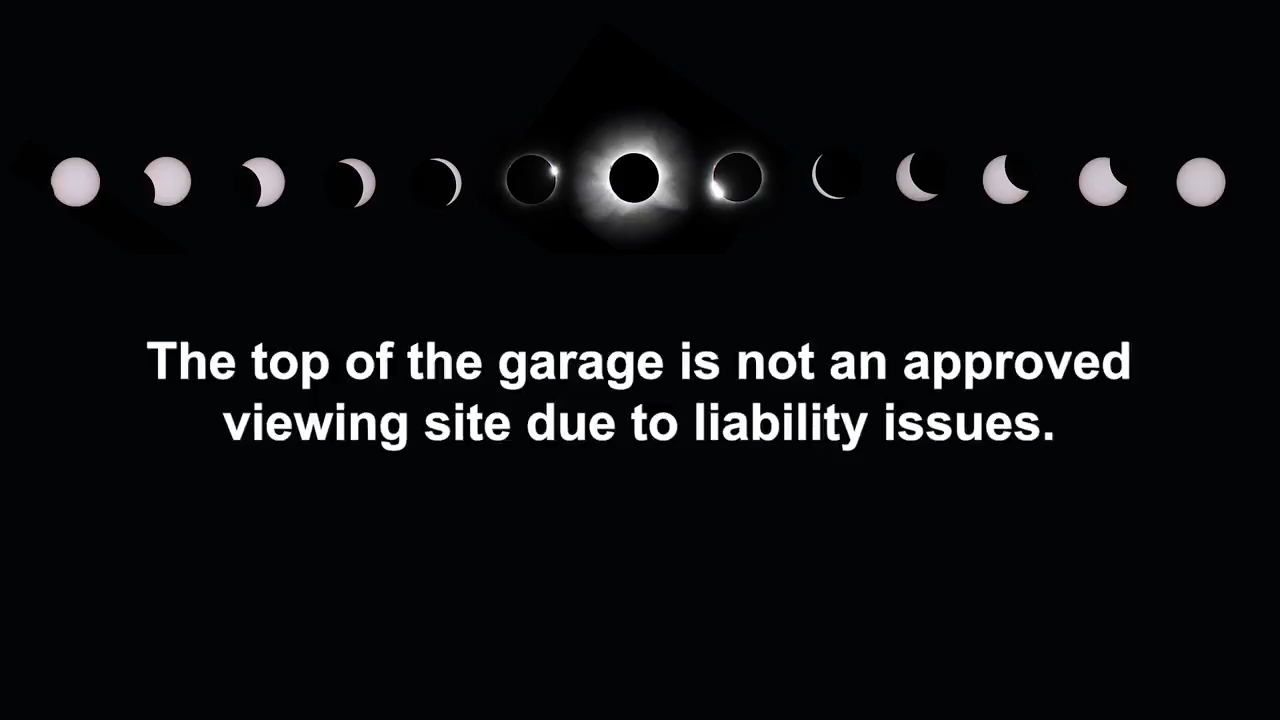 The top of the garage is not an approved
viewing site due to liability issues.